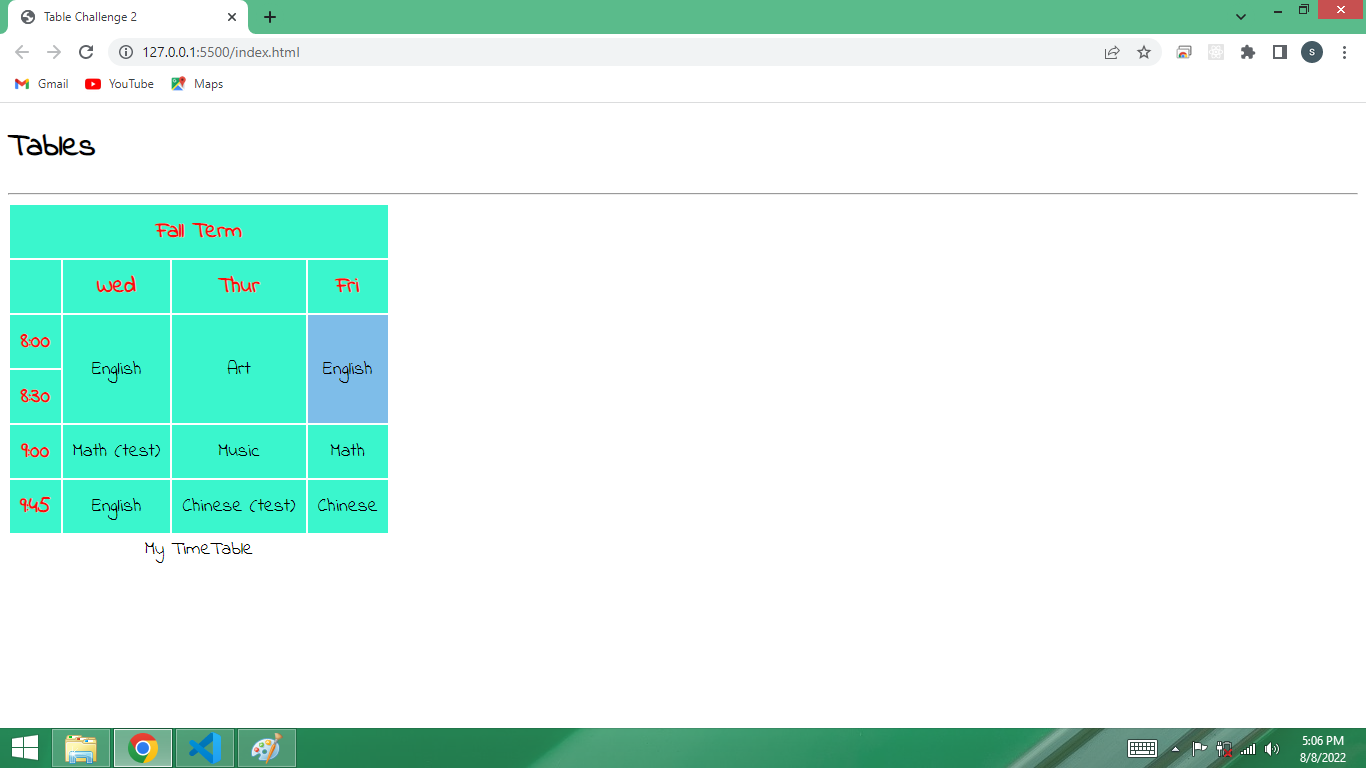 Table Challenge 2
127.0.0.1:5500/index.html
S
Gmail YouTube Maps
Tables
Fall Term
Wed Thur Fri
8:00
English Art English
8:30
9:00 Math (test) Music Math
9:45 English Chinese (test) Chinese
My TimeTable
5:06 PM
8/8/2022